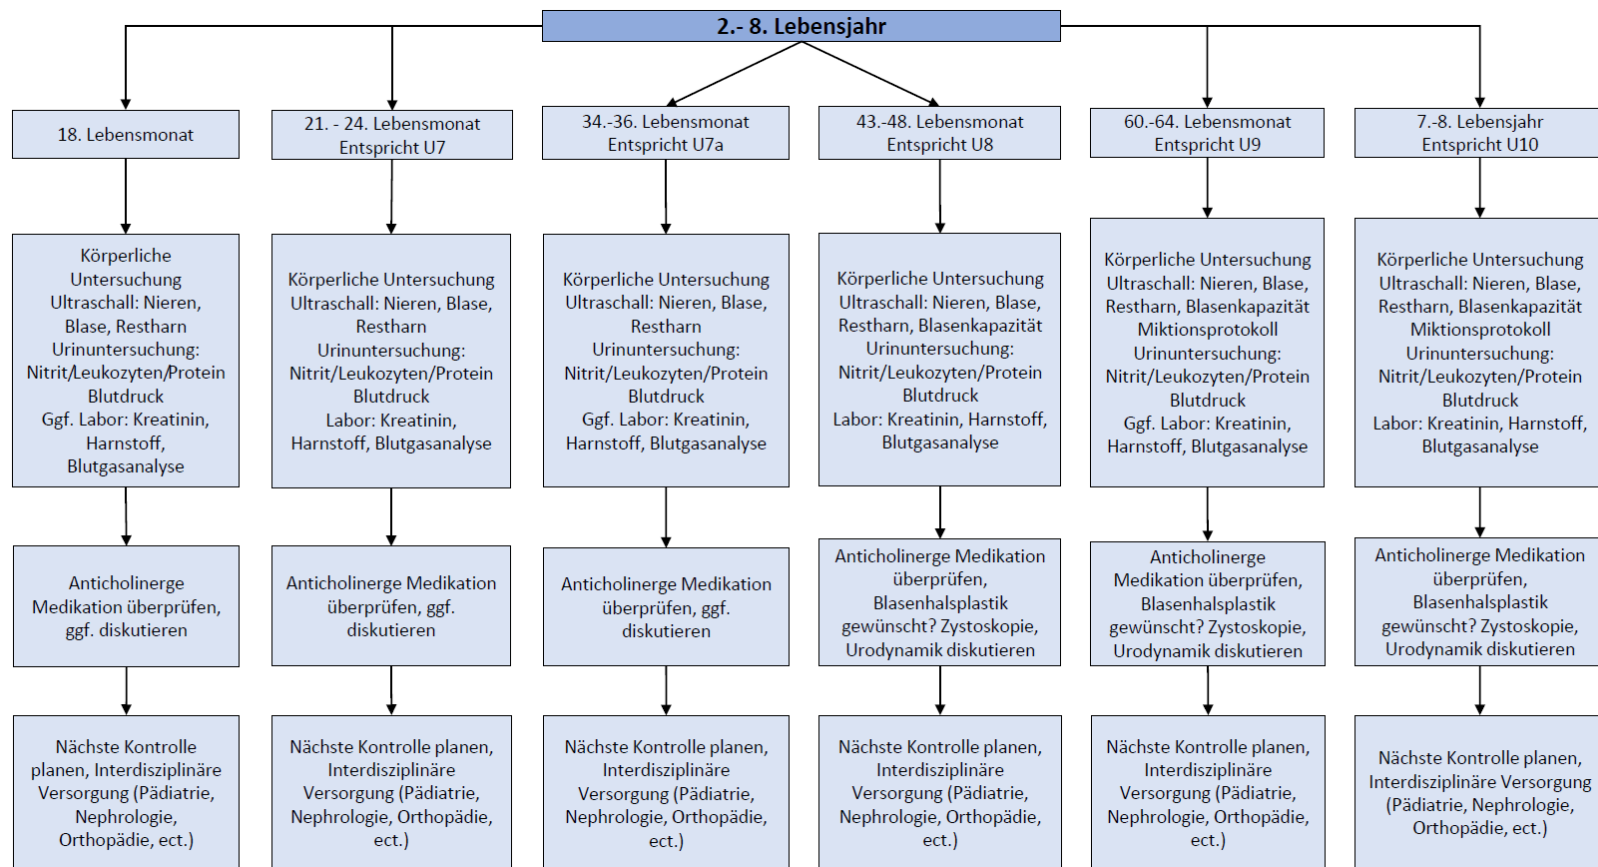 2.- 8. Lebensjahr
18. Lebensmonat
21. - 24. Lebensmonat
Entspricht U7
34.-36. Lebensmonat
Entspricht U7a
43.-48. Lebensmonat
Entspricht U8
60.-64. Lebensmonat
Entspricht U9
7.-8. Lebensjahr
Entspricht U10
Körperliche
Untersuchung
Ultraschall: Nieren,
Blase, Restharn
Urinuntersuchung:
Nitrit/Leukozyten/Protein
Blutdruck
Ggf. Labor: Kreatinin,
Harnstoff,
Blutgasanalyse
Körperliche Untersuchung
Ultraschall: Nieren, Blase,
Restharn
Urinuntersuchung:
Nitrit/Leukozyten/Protein
Blutdruck
Labor: Kreatinin,
Harnstoff, Blutgasanalyse
Körperliche Untersuchung
Ultraschall: Nieren, Blase,
Restharn
Urinuntersuchung:
Nitrit/Leukozyten/Protein
Blutdruck
Ggf. Labor: Kreatinin,
Harnstoff, Blutgasanalyse
Körperliche Untersuchung
Ultraschall: Nieren, Blase,
Restharn, Blasenkapazität
Urinuntersuchung:
Nitrit/Leukozyten/Protein
Blutdruck
Labor: Kreatinin, Harnstoff,
Blutgasanalyse
Körperliche Untersuchung
Ultraschall: Nieren, Blase,
Restharn, Blasenkapazität
Miktionsprotokoll
Urinuntersuchung:
Nitrit/Leukozyten/Protein
Blutdruck
Ggf. Labor: Kreatinin,
Harnstoff, Blutgasanalyse
Körperliche Untersuchung
Ultraschall: Nieren, Blase,
Restharn, Blasenkapazität
Miktionsprotokoll
Urinuntersuchung:
Nitrit/Leukozyten/Protein
Blutdruck
Labor: Kreatinin, Harnstoff,
Blutgasanalyse
Anticholinerge
Medikation überprüfen,
ggf. diskutieren
Anticholinerge Medikation
überprüfen, ggf.
diskutieren
Anticholinerge Medikation
überprüfen, ggf.
diskutieren
Anticholinerge Medikation
überprüfen,
Blasenhalsplastik
gewünscht? Zystoskopie,
Urodynamik diskutieren
Anticholinerge
Medikation überprüfen,
Blasenhalsplastik
gewünscht? Zystoskopie,
Urodynamik diskutieren
Anticholinerge Medikation
überprüfen,
Blasenhalsplastik
gewünscht? Zystoskopie,
Urodynamik diskutieren
Nächste Kontrolle
planen, Interdisziplinäre
Versorgung (Pädiatrie,
Nephrologie,
Orthopädie, ect.)
Nächste Kontrolle planen,
Interdisziplinäre
Versorgung (Pädiatrie,
Nephrologie, Orthopädie,
ect.)
Nächste Kontrolle planen,
Interdisziplinäre
Versorgung (Pädiatrie,
Nephrologie, Orthopädie,
ect.)
Nächste Kontrolle planen,
Interdisziplinäre
Versorgung (Pädiatrie,
Nephrologie, Orthopädie,
ect.)
Nächste Kontrolle planen,
Interdisziplinäre
Versorgung (Pädiatrie,
Nephrologie, Orthopädie,
ect.)
Nächste Kontrolle planen,
Interdisziplinäre Versorgung
(Pädiatrie, Nephrologie,
Orthopädie, ect.)